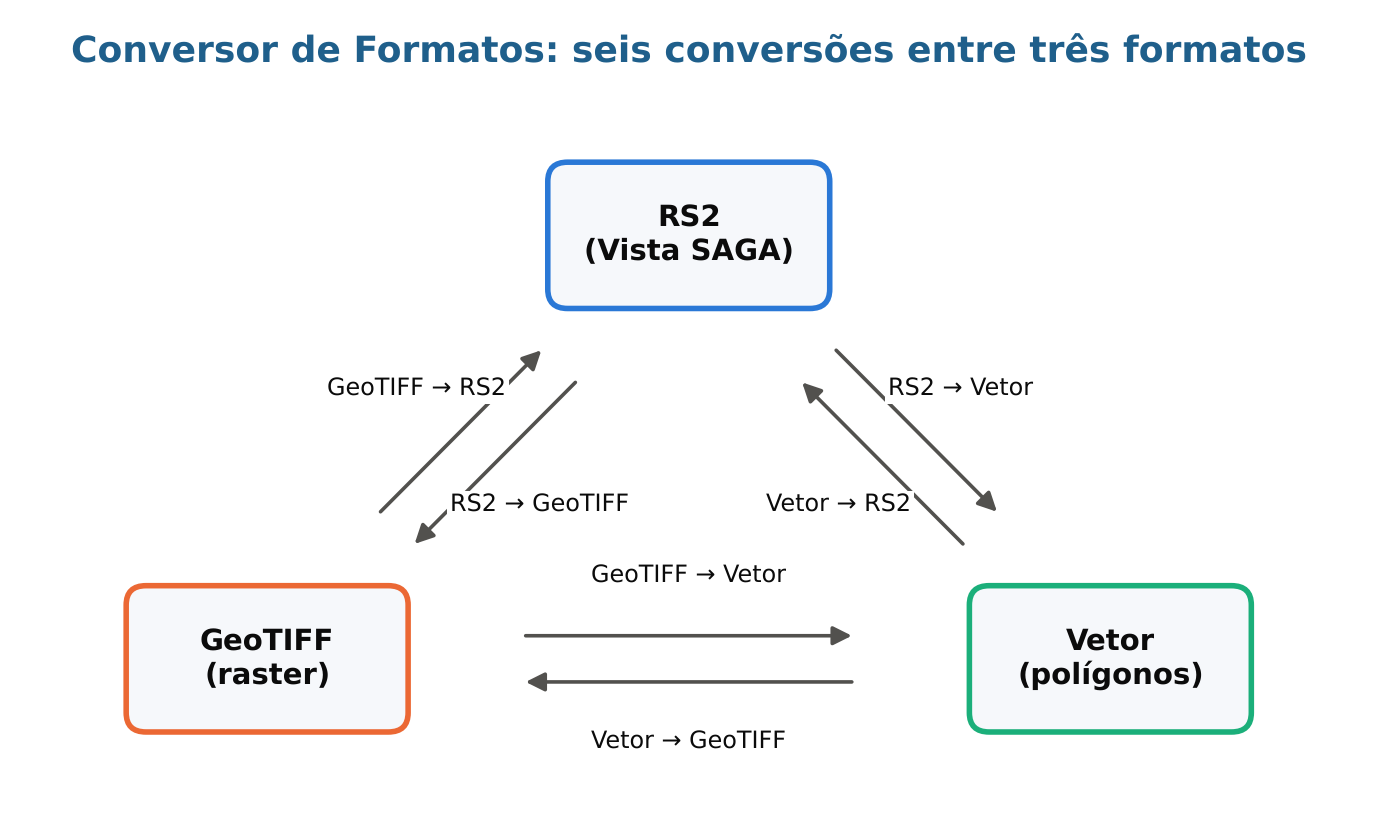 Conversor de Formatos: seis conversões entre três formatos
RS2
(Vista SAGA)
GeoTIFF → RS2
RS2 → Vetor
RS2 → GeoTIFF
Vetor → RS2
GeoTIFF → Vetor
GeoTIFF
(raster)
Vetor
(polígonos)
Vetor → GeoTIFF